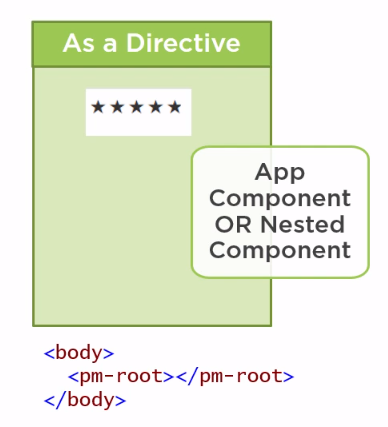 As a Directive
★★★★★
App
Component
OR Nested
Component
<body>
  <pm-root></pm-root>
</body>